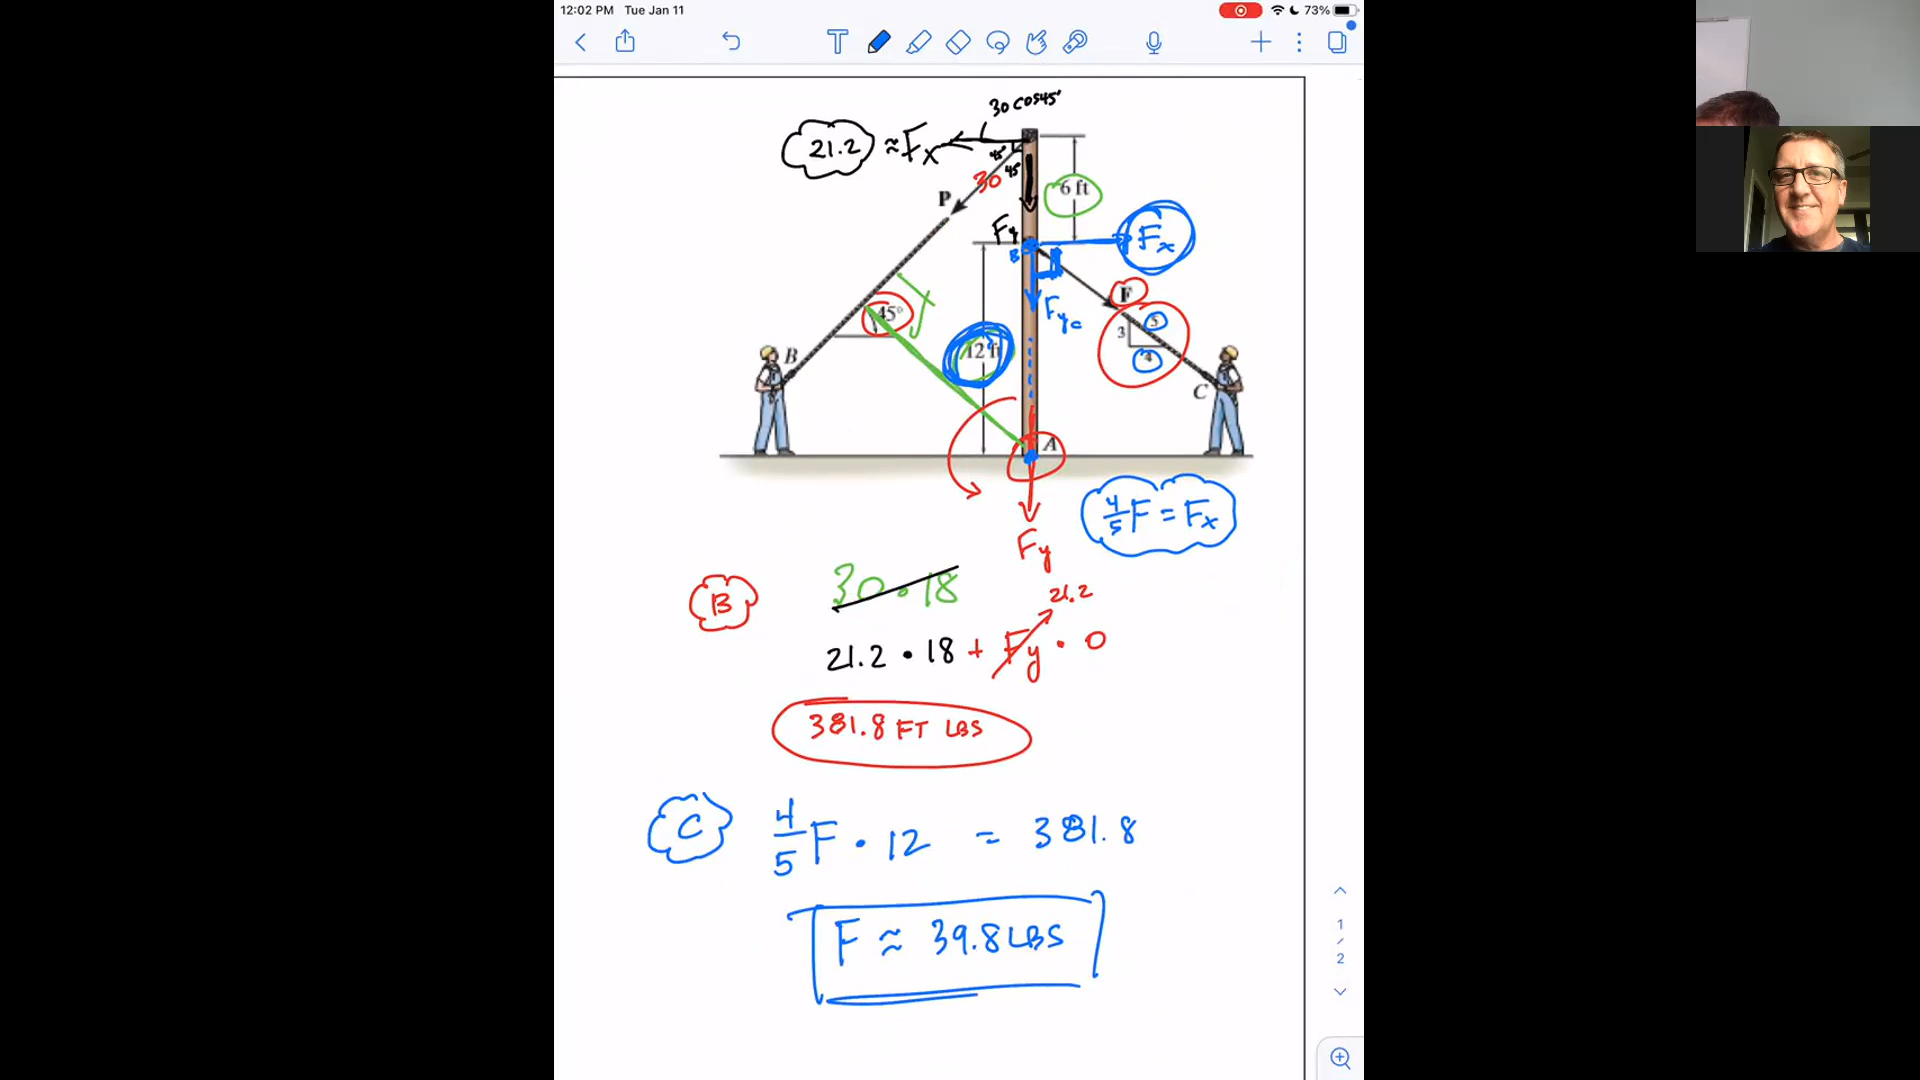 12:02 PM Tue Jan 11
73%
30 cos45°
21.2 ≈ Fx
45°
45°
30
6 ft
P
Fy
B
Fx
F
Fyc
45°
3
5
4
12 ft
B
C
A
4/5 F = Fx
Fy
B
30 · 18
21.2
21.2 · 18 + Fy · 0
381.8 FT LBS
C
4/5 F · 12 = 381.8
F ≈ 39.8 LBS
1
2